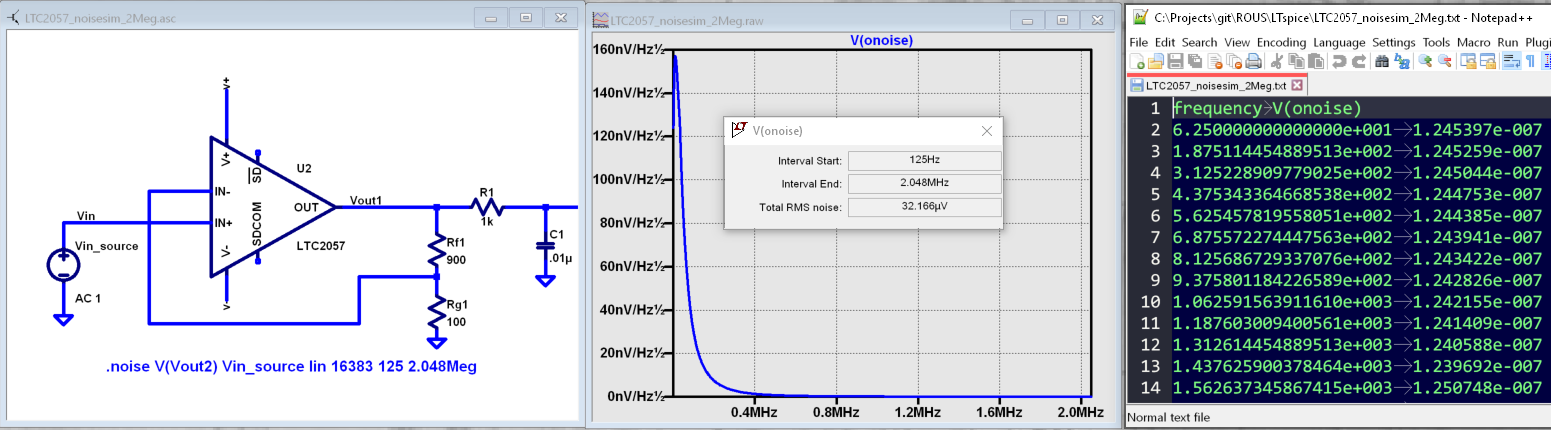 LTC2057_noisesim_2Meg.asc
V+
V+
SD
U2
IN-
IN+
OUT
Vout1
R1
1k
Vin
SDCOM
V-
LTC2057
Vin_source
C1
.01µ
Rf1
900
AC 1
V-
Rg1
100
.noise V(Vout2) Vin_source lin 16383 125 2.048Meg
LTC2057_noisesim_2Meg.raw
V(onoise)
160nV/Hz½
140nV/Hz½
120nV/Hz½
100nV/Hz½
80nV/Hz½
60nV/Hz½
40nV/Hz½
20nV/Hz½
0nV/Hz½
0.4MHz 0.8MHz 1.2MHz 1.6MHz 2.0MHz
V(onoise)
Interval Start: 125Hz
Interval End: 2.048MHz
Total RMS noise: 32.166µV
C:\Projects\git\ROUS\LTspice\LTC2057_noisesim_2Meg.txt - Notepad++
File Edit Search View Encoding Language Settings Tools Macro Run Plugi
LTC2057_noisesim_2Meg.txt
1 frequency→V(onoise)
2 6.250000000000000e+001→1.245397e-007
3 1.875114454889513e+002→1.245259e-007
4 3.125228909779025e+002→1.245044e-007
5 4.375343364668538e+002→1.244753e-007
6 5.625457819558051e+002→1.244385e-007
7 6.875572274447563e+002→1.243941e-007
8 8.125686729337076e+002→1.243422e-007
9 9.375801184226589e+002→1.242826e-007
10 1.062591563911610e+003→1.242155e-007
11 1.187603009400561e+003→1.241409e-007
12 1.312614454889513e+003→1.240588e-007
13 1.437625900378464e+003→1.239692e-007
14 1.562637345867415e+003→1.250748e-007
Normal text file